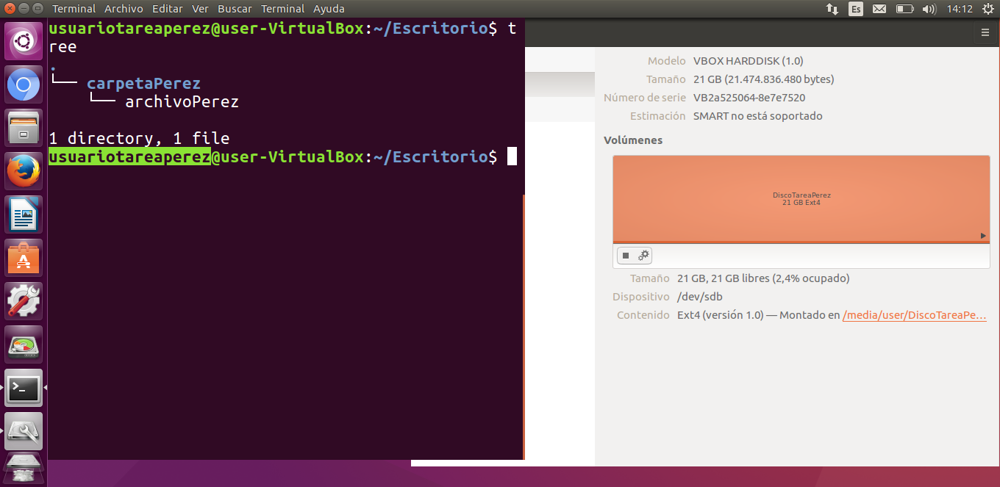 Terminal Archivo Editar Ver Buscar Terminal Ayuda
Es
14:12
usuariotareaperez@user-VirtualBox:~/Escritorio$ t
ree
.
└── carpetaPerez
└── archivoPerez
1 directory, 1 file
usuariotareaperez@user-VirtualBox:~/Escritorio$
Modelo VBOX HARDDISK (1.0)
Tamaño 21 GB (21.474.836.480 bytes)
Número de serie VB2a525064-8e7e7520
Estimación SMART no está soportado
Volúmenes
DiscoTareaPerez
21 GB Ext4
Tamaño 21 GB, 21 GB libres (2,4% ocupado)
Dispositivo /dev/sdb
Contenido Ext4 (versión 1.0) — Montado en /media/user/DiscoTareaPe...